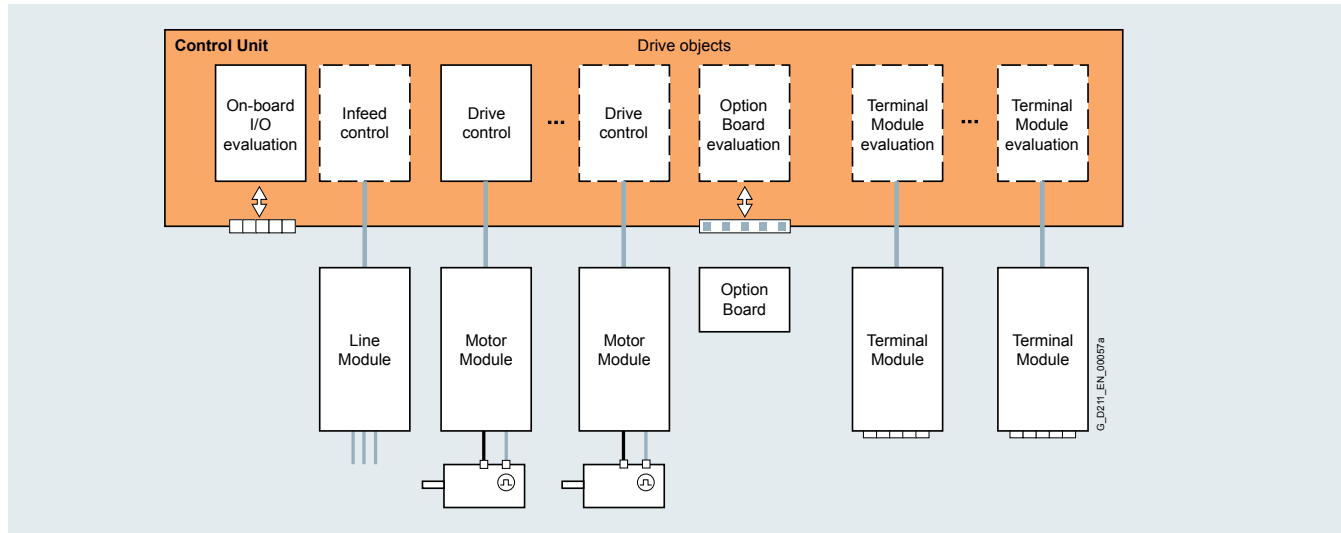 Control Unit
Drive objects
On-board
I/O
evaluation
Infeed
control
Drive
control
...
Drive
control
Option
Board
evaluation
Terminal
Module
evaluation
...
Terminal
Module
evaluation
Line
Module
Motor
Module
Motor
Module
Option
Board
Terminal
Module
Terminal
Module
G_D211_EN_00057a